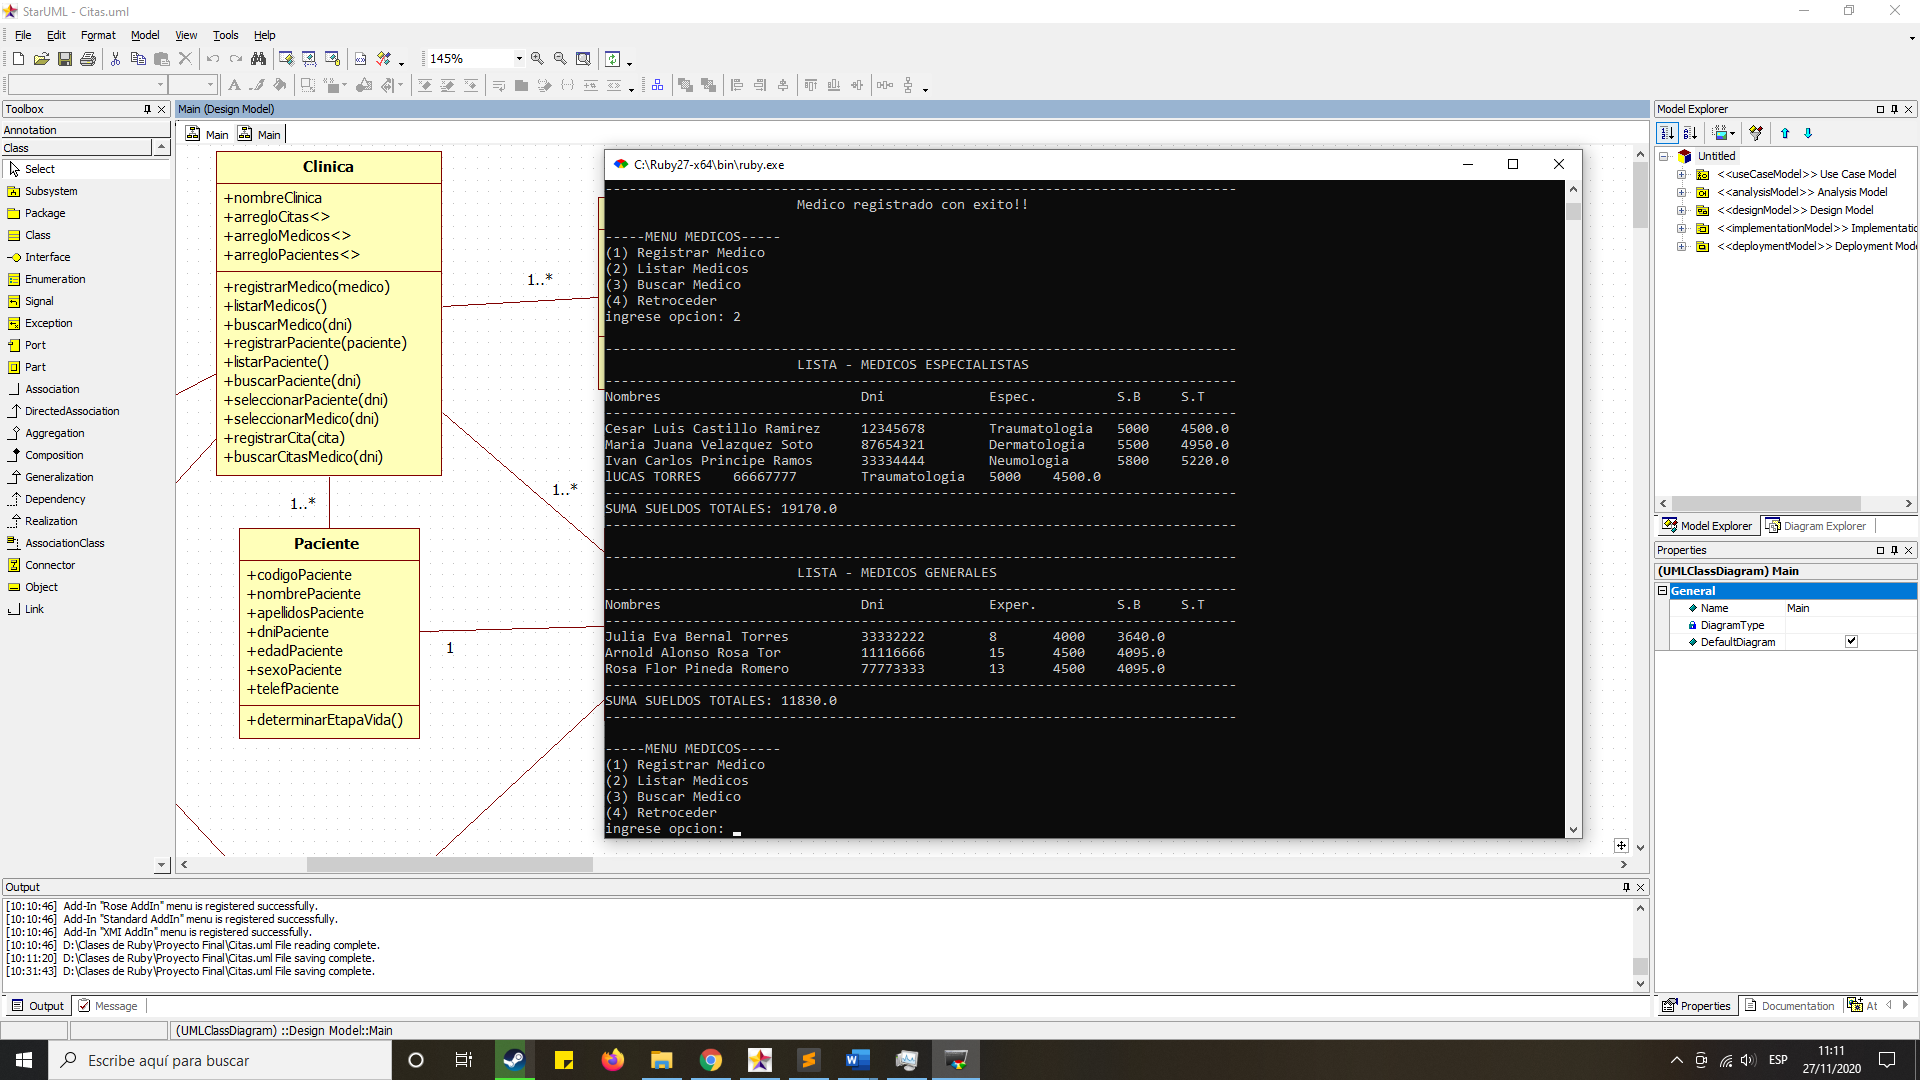 StarUML - Citas.uml
File Edit Format Model View Tools Help
145%
Toolbox
Annotation
Class
Select
Subsystem
Package
Class
Interface
Enumeration
Signal
Exception
Port
Part
Association
DirectedAssociation
Aggregation
Composition
Generalization
Dependency
Realization
AssociationClass
Connector
Object
Link
Main (Design Model)
Main Main
Clinica
+nombreClinica
+arregloCitas<>
+arregloMedicos<>
+arregloPacientes<>
+registrarMedico(medico)
+listarMedicos()
+buscarMedico(dni)
+registrarPaciente(paciente)
+listarPaciente()
+buscarPaciente(dni)
+seleccionarPaciente(dni)
+seleccionarMedico(dni)
+registrarCita(cita)
+buscarCitasMedico(dni)
1..*
1..*
1..*
Paciente
+codigoPaciente
+nombrePaciente
+apellidosPaciente
+dniPaciente
+edadPaciente
+sexoPaciente
+telefPaciente
+determinarEtapaVida()
1
C:\Ruby27-x64\bin\ruby.exe
-------------------------------------------------------------------------------
Medico registrado con exito!!
-----MENU MEDICOS-----
(1) Registrar Medico
(2) Listar Medicos
(3) Buscar Medico
(4) Retroceder
ingrese opcion: 2
-------------------------------------------------------------------------------
LISTA - MEDICOS ESPECIALISTAS
-------------------------------------------------------------------------------
Nombres Dni Espec. S.B S.T
-------------------------------------------------------------------------------
Cesar Luis Castillo Ramirez 12345678 Traumatologia 5000 4500.0
Maria Juana Velazquez Soto 87654321 Dermatologia 5500 4950.0
Ivan Carlos Principe Ramos 33334444 Neumologia 5800 5220.0
lUCAS TORRES 66667777 Traumatologia 5000 4500.0
-------------------------------------------------------------------------------
SUMA SUELDOS TOTALES: 19170.0
-------------------------------------------------------------------------------
-------------------------------------------------------------------------------
LISTA - MEDICOS GENERALES
-------------------------------------------------------------------------------
Nombres Dni Exper. S.B S.T
-------------------------------------------------------------------------------
Julia Eva Bernal Torres 33332222 8 4000 3640.0
Arnold Alonso Rosa Tor 11116666 15 4500 4095.0
Rosa Flor Pineda Romero 77773333 13 4500 4095.0
-------------------------------------------------------------------------------
SUMA SUELDOS TOTALES: 11830.0
-------------------------------------------------------------------------------
-----MENU MEDICOS-----
(1) Registrar Medico
(2) Listar Medicos
(3) Buscar Medico
(4) Retroceder
ingrese opcion: _
Model Explorer
Untitled
<<useCaseModel>> Use Case Model
<<analysisModel>> Analysis Model
<<designModel>> Design Model
<<implementationModel>> Implementatic
<<deploymentModel>> Deployment Mode
Model Explorer Diagram Explorer
Properties
(UMLClassDiagram) Main
General
Name Main
DiagramType
DefaultDiagram
Properties Documentation At
Output
[10:10:46] Add-In "Rose AddIn" menu is registered successfully.
[10:10:46] Add-In "Standard AddIn" menu is registered successfully.
[10:10:46] Add-In "XMI AddIn" menu is registered successfully.
[10:10:46] D:\Clases de Ruby\Proyecto Final\Citas.uml File reading complete.
[10:11:20] D:\Clases de Ruby\Proyecto Final\Citas.uml File saving complete.
[10:31:43] D:\Clases de Ruby\Proyecto Final\Citas.uml File saving complete.
Output Message
(UMLClassDiagram) ::Design Model::Main
Escribe aquí para buscar
ESP
11:11
27/11/2020